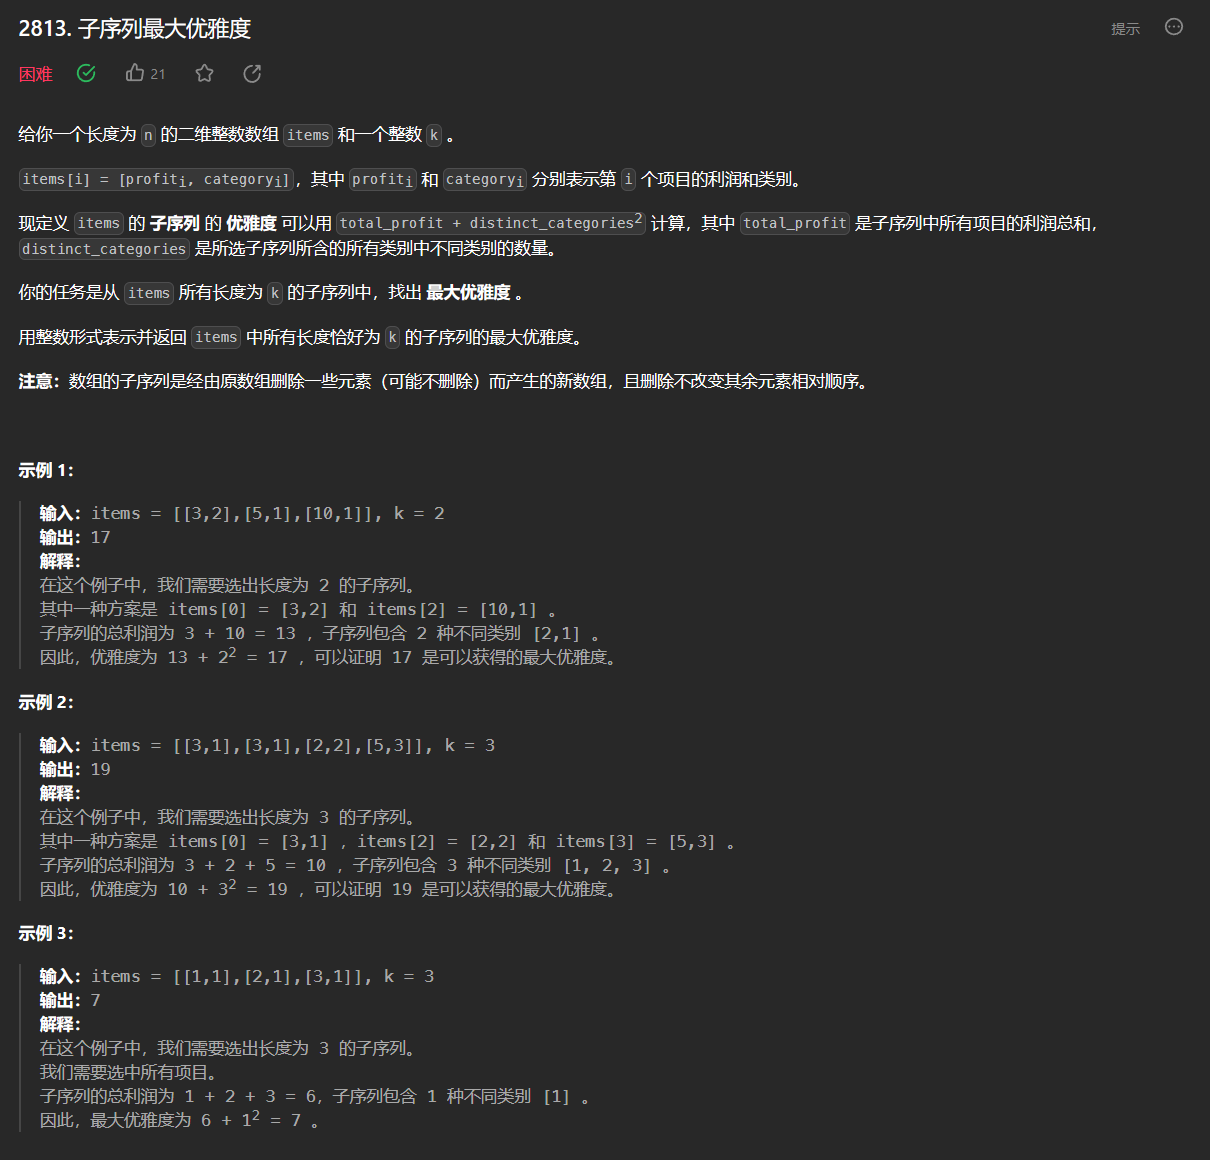 2813. 子序列最大优雅度
提示
困难 21
给你一个长度为 n 的二维整数数组 items 和一个整数 k 。
items[i] = [profitᵢ, categoryᵢ]，其中 profitᵢ 和 categoryᵢ 分别表示第 i 个项目的利润和类别。
现定义 items 的 子序列 的 优雅度 可以用 total_profit + distinct_categories² 计算，其中 total_profit 是子序列中所有项目的利润总和，
distinct_categories 是所选子序列所含的所有类别中不同类别的数量。
你的任务是从 items 所有长度为 k 的子序列中，找出 最大优雅度 。
用整数形式表示并返回 items 中所有长度恰好为 k 的子序列的最大优雅度。
注意：数组的子序列是经由原数组删除一些元素（可能不删除）而产生的新数组，且删除不改变其余元素相对顺序。
示例 1：
输入：items = [[3,2],[5,1],[10,1]], k = 2
输出：17
解释：
在这个例子中，我们需要选出长度为 2 的子序列。
其中一种方案是 items[0] = [3,2] 和 items[2] = [10,1] 。
子序列的总利润为 3 + 10 = 13 ，子序列包含 2 种不同类别 [2,1] 。
因此，优雅度为 13 + 2² = 17 ，可以证明 17 是可以获得的最大优雅度。
示例 2：
输入：items = [[3,1],[3,1],[2,2],[5,3]], k = 3
输出：19
解释：
在这个例子中，我们需要选出长度为 3 的子序列。
其中一种方案是 items[0] = [3,1] ，items[2] = [2,2] 和 items[3] = [5,3] 。
子序列的总利润为 3 + 2 + 5 = 10 ，子序列包含 3 种不同类别 [1, 2, 3] 。
因此，优雅度为 10 + 3² = 19 ，可以证明 19 是可以获得的最大优雅度。
示例 3：
输入：items = [[1,1],[2,1],[3,1]], k = 3
输出：7
解释：
在这个例子中，我们需要选出长度为 3 的子序列。
我们需要选中所有项目。
子序列的总利润为 1 + 2 + 3 = 6，子序列包含 1 种不同类别 [1] 。
因此，最大优雅度为 6 + 1² = 7 。